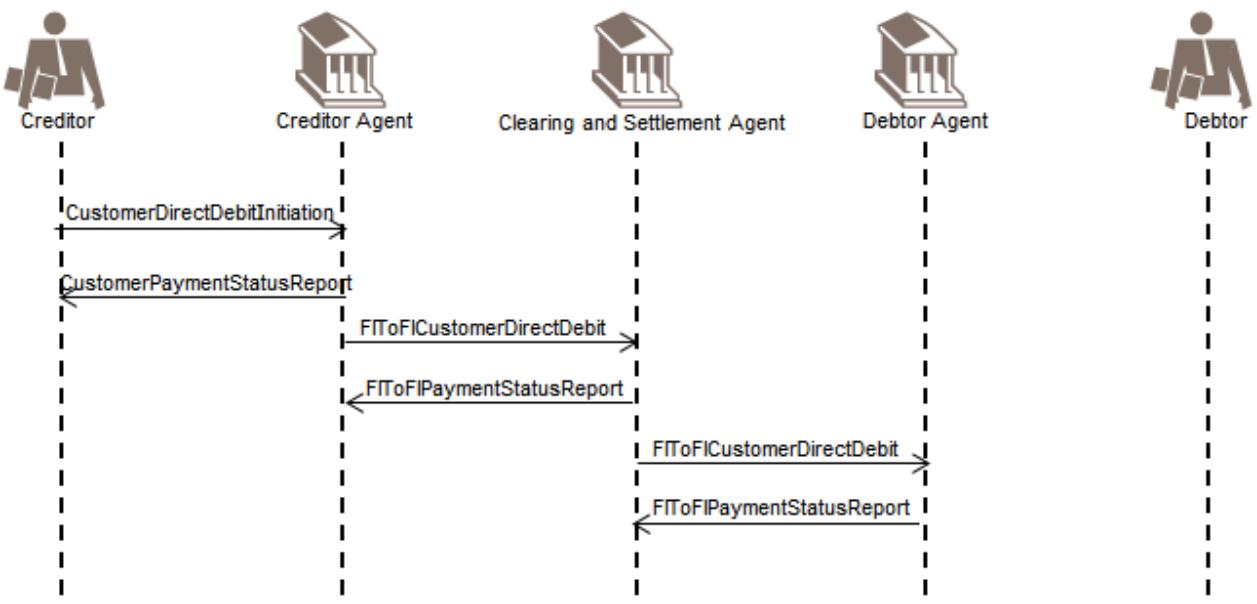 Creditor
Creditor Agent
Clearing and Settlement Agent
Debtor Agent
Debtor
CustomerDirectDebitInitiation
CustomerPaymentStatusReport
FIToFICustomerDirectDebit
FIToFIPaymentStatusReport
FIToFICustomerDirectDebit
FIToFIPaymentStatusReport